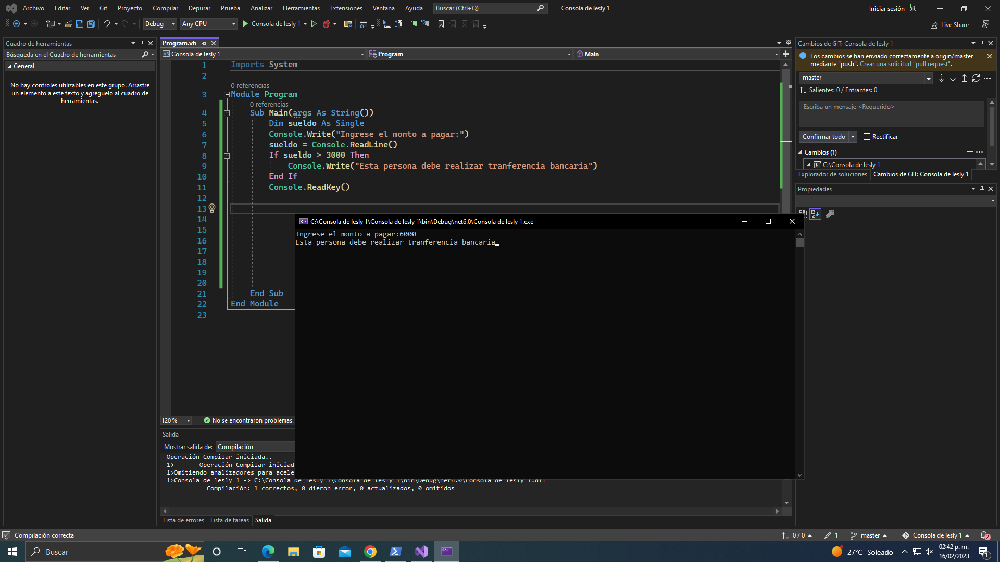 Archivo Editar Ver Git Proyecto Compilar Depurar Prueba Analizar Herramientas Extensiones Ventana Ayuda Buscar (Ctrl+Q) Consola de lesly 1 Iniciar sesión
Debug Any CPU Consola de lesly 1 Live Share
Cuadro de herramientas
Búsqueda en el Cuadro de herramientas
General
No hay controles utilizables en este grupo. Arrastre
un elemento a este texto y agréguelo al cuadro de
herramientas.
Program.vb
VB Consola de lesly 1 Program Main
1 Imports System
2
0 referencias
3 Module Program
0 referencias
4 Sub Main(args As String())
5 Dim sueldo As Single
6 Console.Write("Ingrese el monto a pagar:")
7 sueldo = Console.ReadLine()
8 If sueldo > 3000 Then
9 Console.Write("Esta persona debe realizar tranferencia bancaria")
10 End If
11 Console.ReadKey()
12
13
14
15
16
17
18
19
20
21 End Sub
22 End Module
23
C:\Consola de lesly 1\Consola de lesly 1\bin\Debug\net6.0\Consola de lesly 1.exe
Ingrese el monto a pagar:6000
Esta persona debe realizar tranferencia bancaria
120 % No se encontraron problemas.
Salida
Mostrar salida de: Compilación
Operación Compilar iniciada..
1>------ Operación Compilar iniciad
1>Omitiendo analizadores para acele
1>Consola de lesly 1 -> C:\Consola de lesly 1\Consola de lesly 1\bin\Debug\net6.0\Consola de lesly 1.dll
========== Compilación: 1 correctos, 0 dieron error, 0 actualizados, 0 omitidos ==========
Lista de errores Lista de tareas Salida
Cambios de GIT: Consola de lesly 1
Los cambios se han enviado correctamente a origin/master
mediante "push". Crear una solicitud "pull request".
master
Salientes: 0 / Entrantes: 0
Escriba un mensaje <Requerido>
Confirmar todo Rectificar
Cambios (1)
C:\Consola de lesly 1
Explorador de soluciones Cambios de GIT: Consola de lesly 1
Propiedades
Compilación correcta 0 / 0 1 master Consola de lesly 1 2
Buscar 27°C Soleado 02:42 p. m.
16/02/2023 1